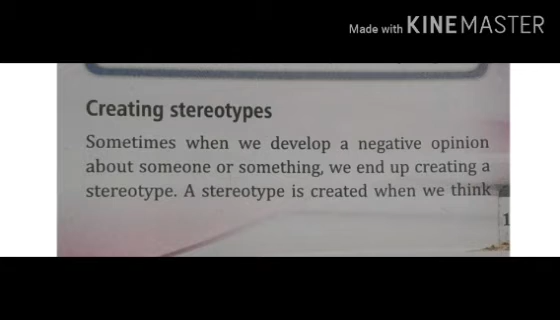 Made with KINEMASTER
Creating stereotypes
Sometimes when we develop a negative opinion
about someone or something, we end up creating a
stereotype. A stereotype is created when we think
1